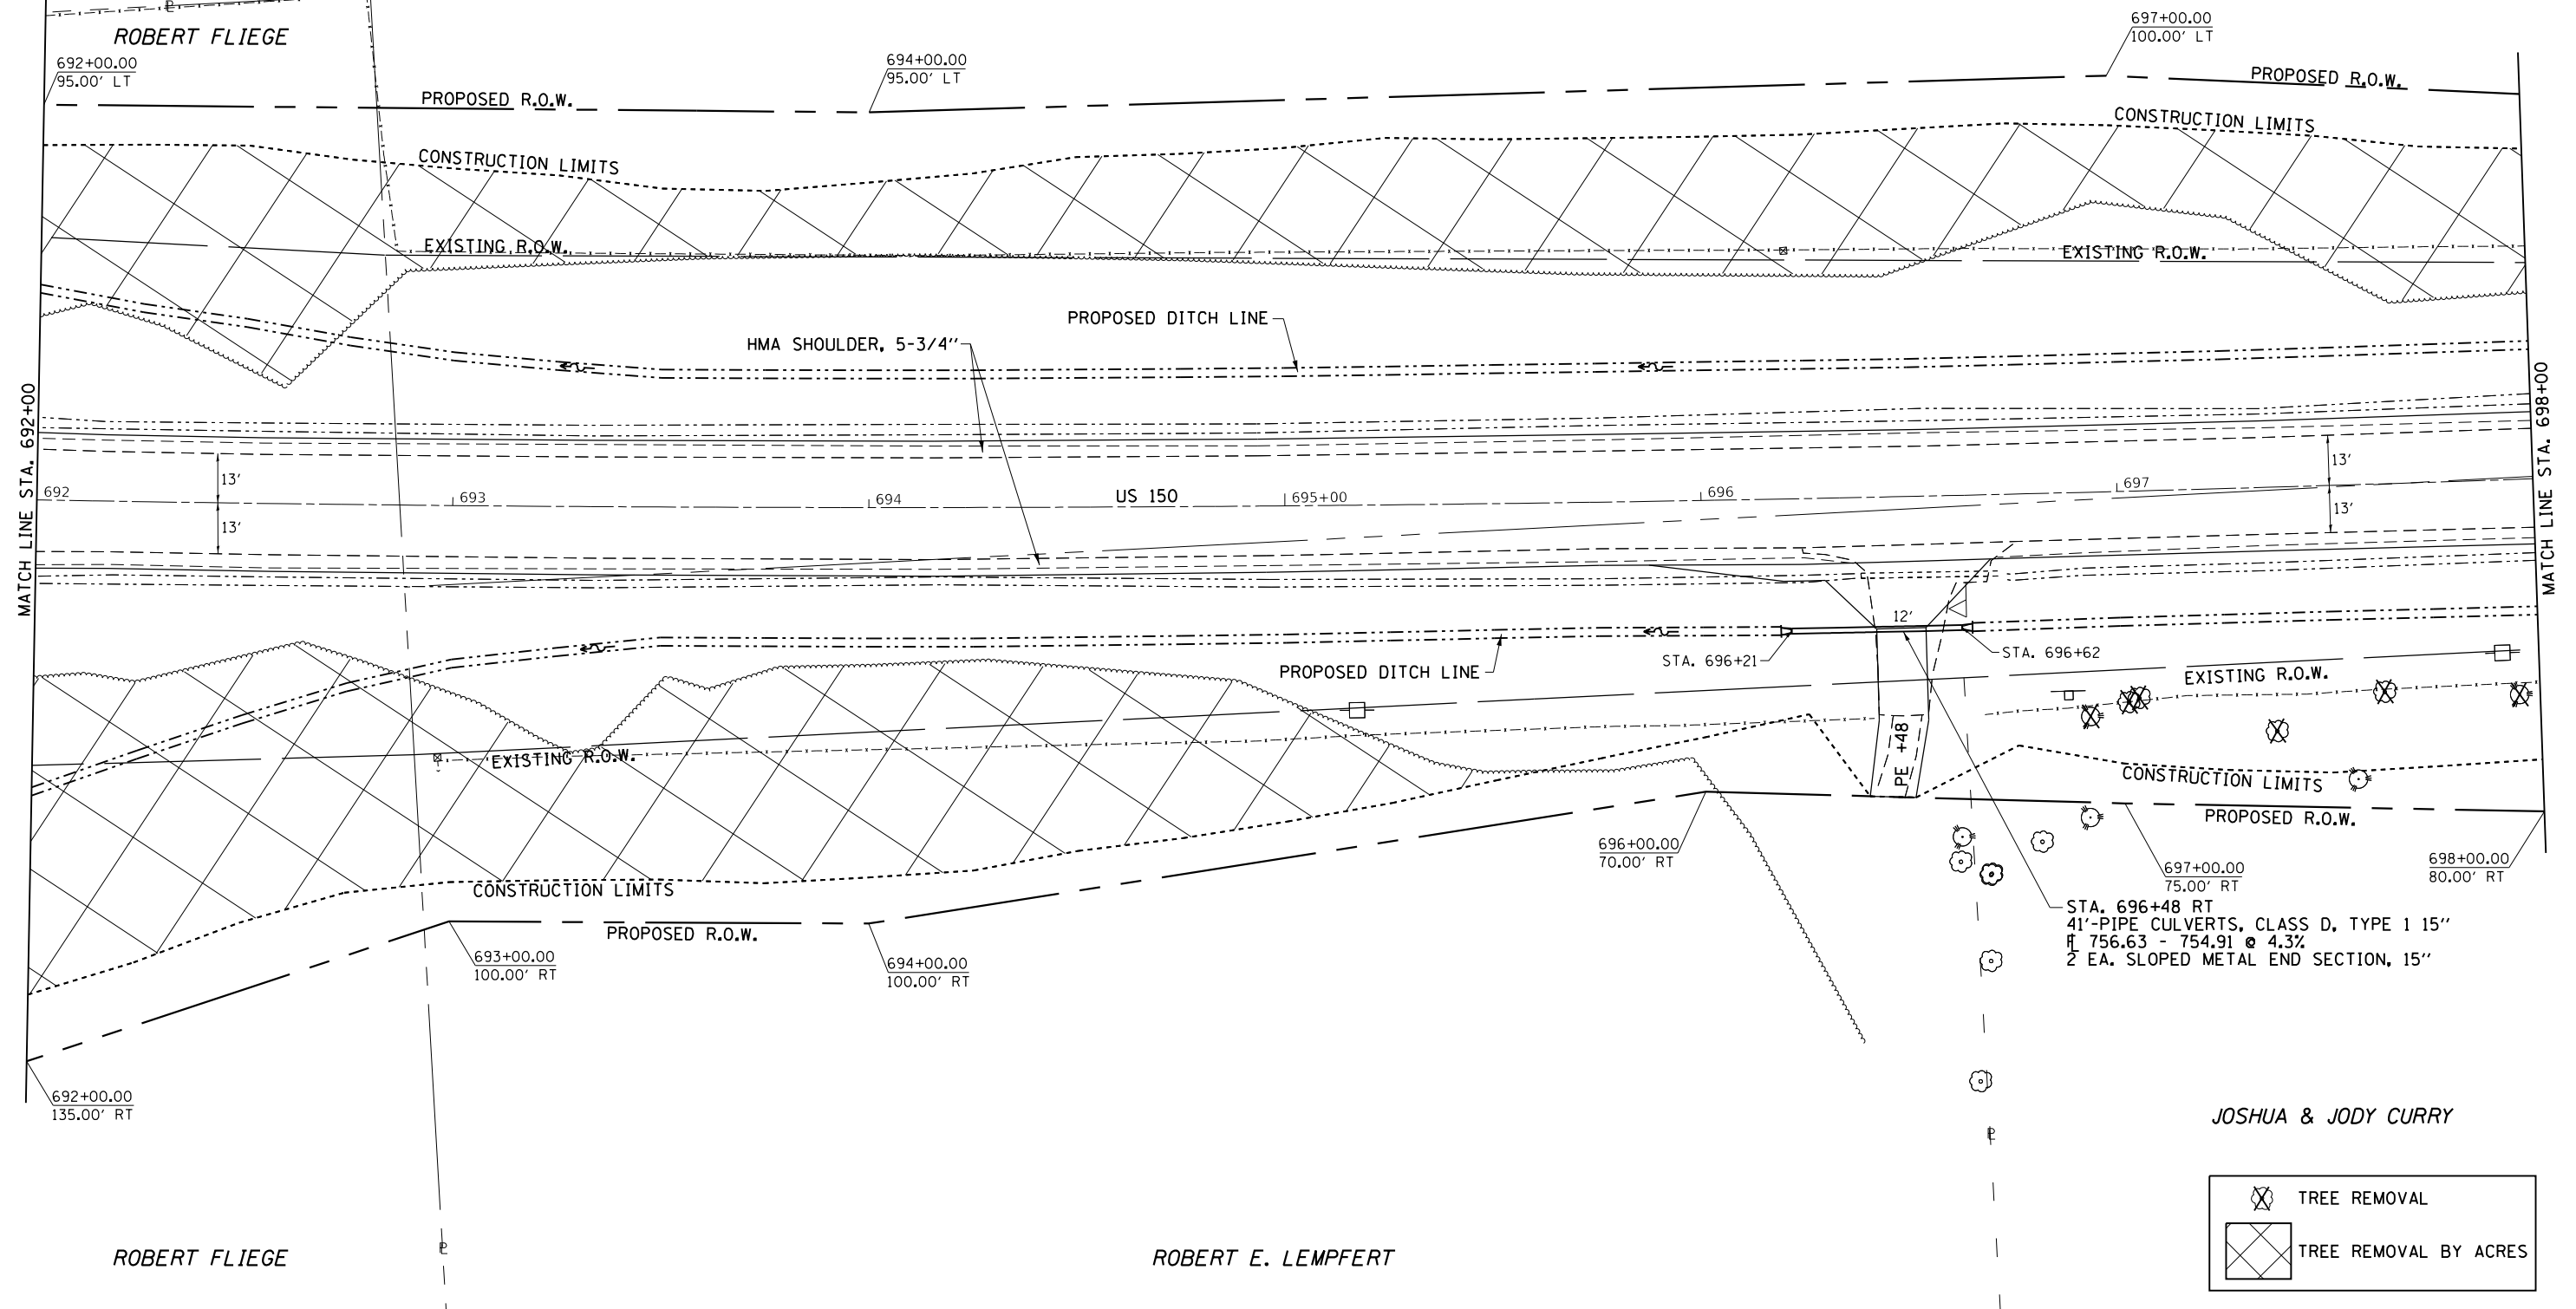 697+00.00
100.00' LT
ROBERT FLIEGE
692+00.00
95.00' LT
694+00.00
95.00' LT
PROPOSED R.O.W.
PROPOSED R.O.W.
CONSTRUCTION LIMITS
CONSTRUCTION LIMITS
EXISTING R.O.W.
EXISTING R.O.W.
PROPOSED DITCH LINE
HMA SHOULDER, 5-3/4''
MATCH LINE STA. 692+00
MATCH LINE STA. 698+00
13'
13'
692
693
694
US 150
695+00
696
697
13'
13'
12'
STA. 696+21
STA. 696+62
PROPOSED DITCH LINE
EXISTING R.O.W.
EXISTING R.O.W.
PE +48
CONSTRUCTION LIMITS
CONSTRUCTION LIMITS
PROPOSED R.O.W.
PROPOSED R.O.W.
696+00.00
70.00' RT
697+00.00
75.00' RT
698+00.00
80.00' RT
693+00.00
100.00' RT
694+00.00
100.00' RT
STA. 696+48 RT
41'-PIPE CULVERTS, CLASS D, TYPE 1 15''
FL 756.63 - 754.91 @ 4.3%
2 EA. SLOPED METAL END SECTION, 15''
692+00.00
135.00' RT
JOSHUA & JODY CURRY
ROBERT FLIEGE
ROBERT E. LEMPFERT
PL
PL
PL
TREE REMOVAL
TREE REMOVAL BY ACRES